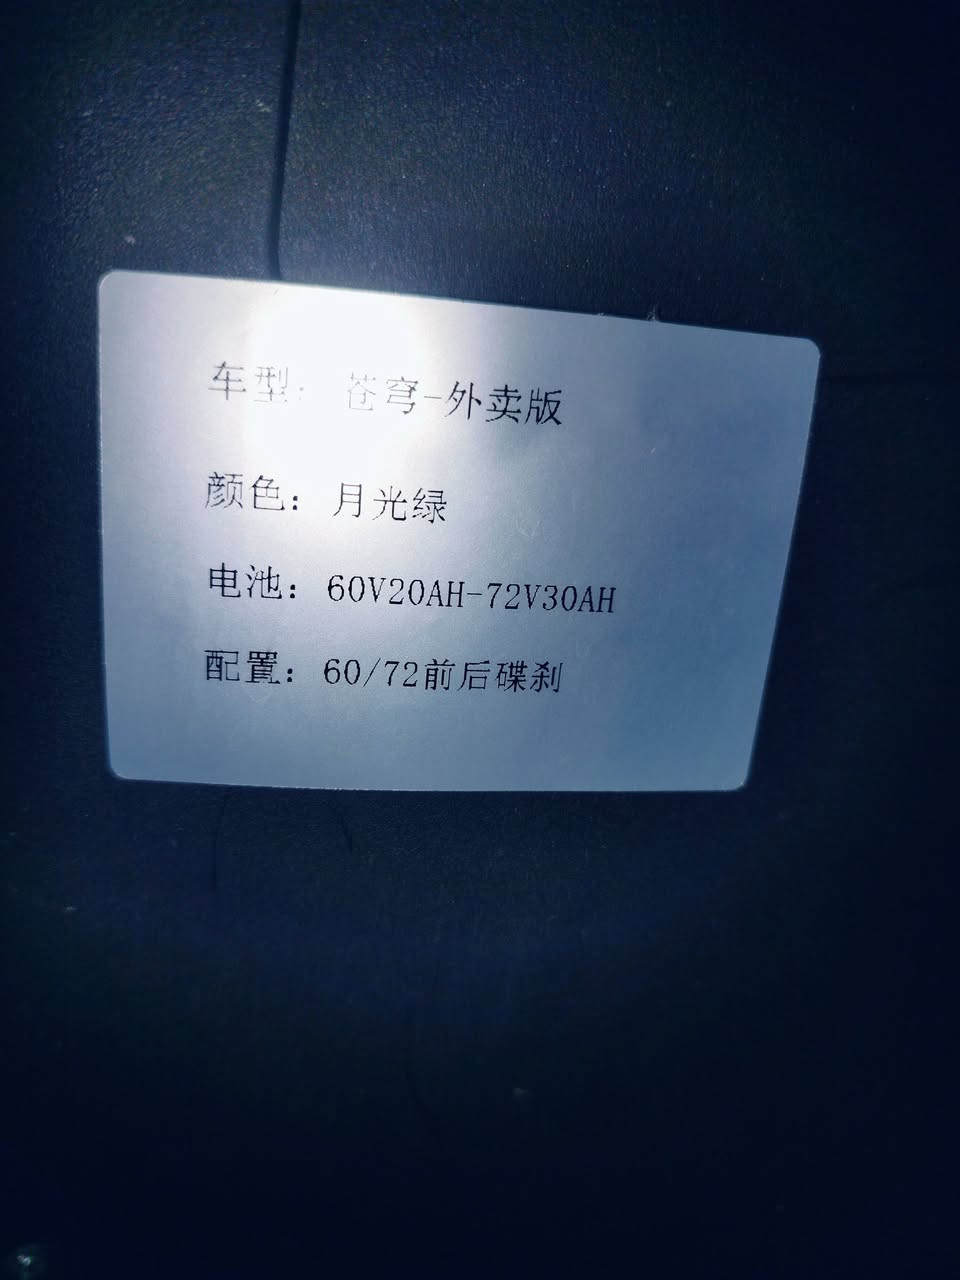 车型：苍穹-外卖版
颜色：月光绿
电池：60V20AH-72V30AH
配置：60/72前后碟刹